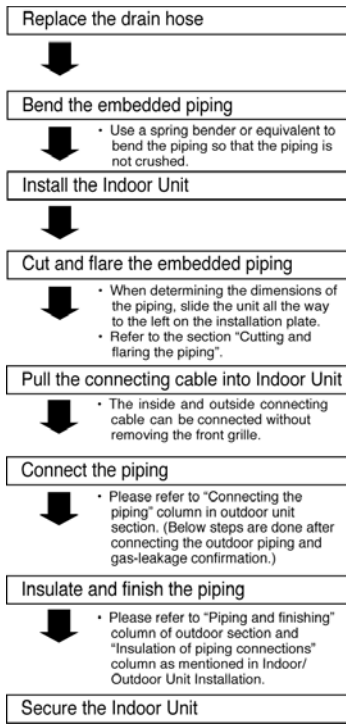 Replace the drain hose
Bend the embedded piping
• Use a spring bender or equivalent to
bend the piping so that the piping is
not crushed.
Install the Indoor Unit
Cut and flare the embedded piping
• When determining the dimensions of
the piping, slide the unit all the way
to the left on the installation plate.
• Refer to the section “Cutting and
flaring the piping”.
Pull the connecting cable into Indoor Unit
• The inside and outside connecting
cable can be connected without
removing the front grille.
Connect the piping
• Please refer to “Connecting the
piping” column in outdoor unit
section. (Below steps are done after
connecting the outdoor piping and
gas-leakage confirmation.)
Insulate and finish the piping
• Please refer to “Piping and finishing”
column of outdoor section and
“Insulation of piping connections”
column as mentioned in Indoor/
Outdoor Unit Installation.
Secure the Indoor Unit